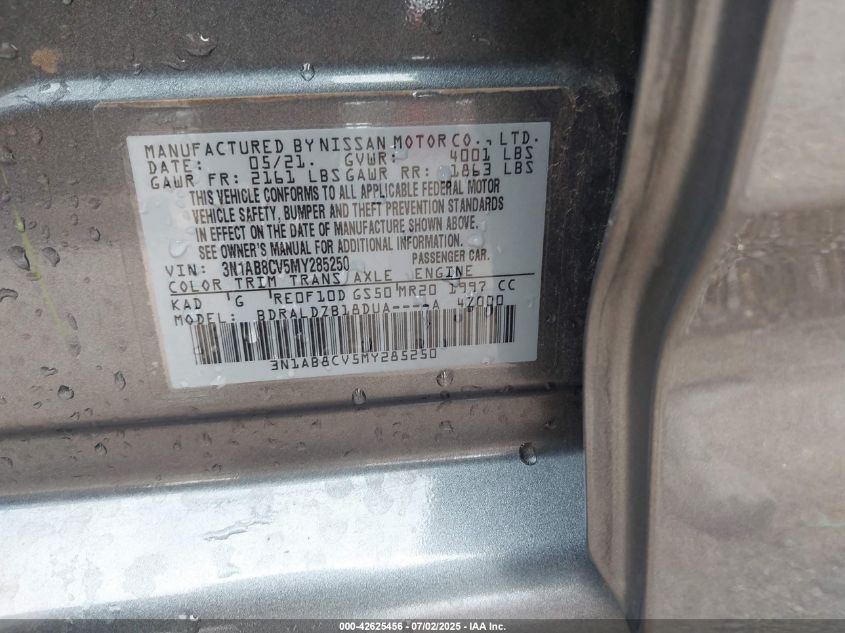 MANUFACTURED BY NISSAN MOTOR CO., LTD.
DATE: 05/21. GVWR: 4001 LBS
GAWR FR: 2161 LBS GAWR RR: 1863 LBS
THIS VEHICLE CONFORMS TO ALL APPLICABLE FEDERAL MOTOR
VEHICLE SAFETY, BUMPER AND THEFT PREVENTION STANDARDS
IN EFFECT ON THE DATE OF MANUFACTURE SHOWN ABOVE.
SEE OWNER'S MANUAL FOR ADDITIONAL INFORMATION.
VIN: 3N1AB8CV5MY285250 PASSENGER CAR.
COLOR TRIM TRANS/AXLE ENGINE
KAD G RE0F10D GS50 MR20 1997 CC
MODEL: BDRALDZB18DUA----A 4Z000
3N1AB8CV5MY285250
000-42625456 | 07/02/2025 | © IAA Inc.